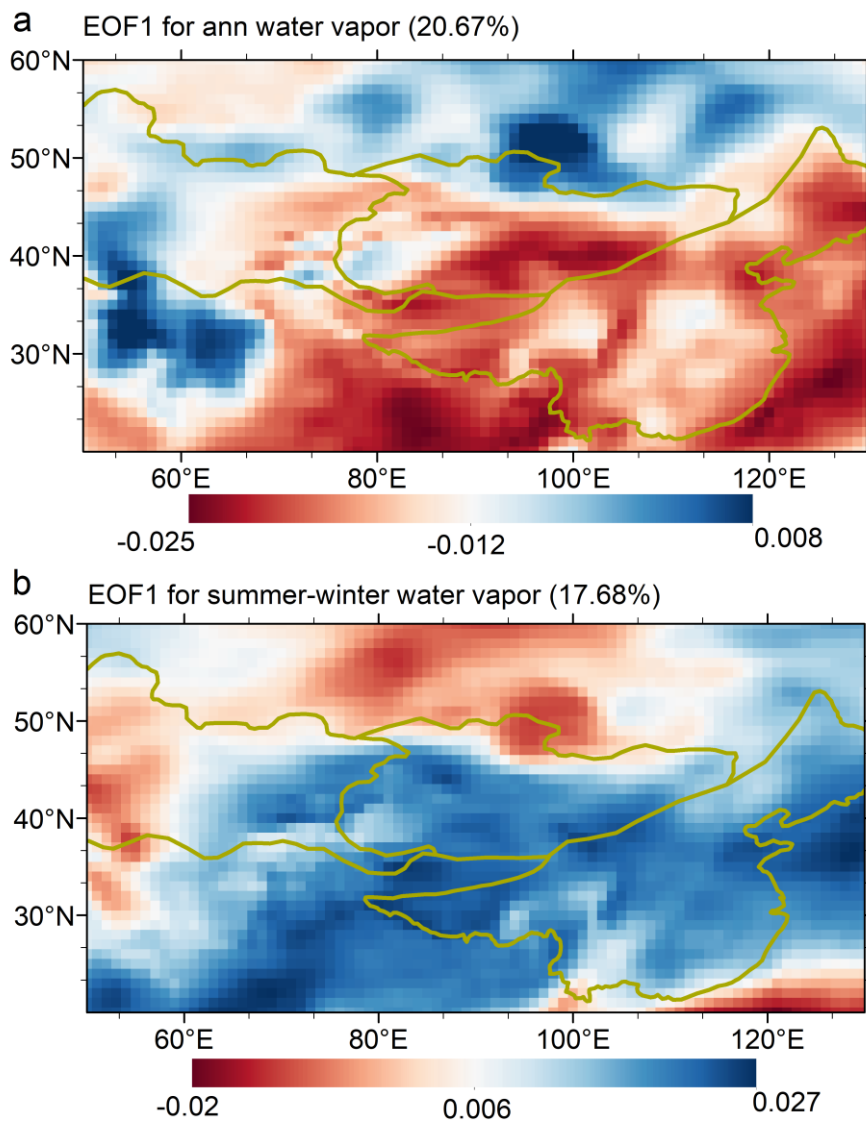 a
EOF1 for ann water vapor (20.67%)
60°N
50°N
40°N
30°N
60°E 80°E 100°E 120°E
-0.025 -0.012 0.008
b
EOF1 for summer-winter water vapor (17.68%)
60°N
50°N
40°N
30°N
60°E 80°E 100°E 120°E
-0.02 0.006 0.027